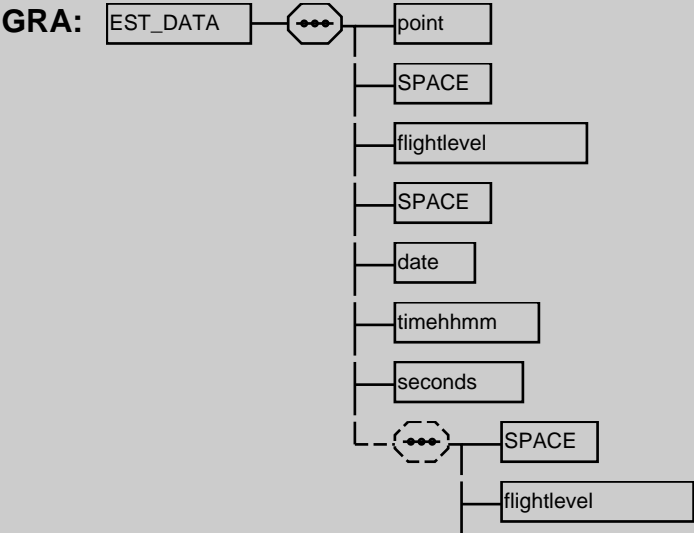 GRA: EST_DATA point
SPACE
flightlevel
SPACE
date
timehhmm
seconds
SPACE
flightlevel